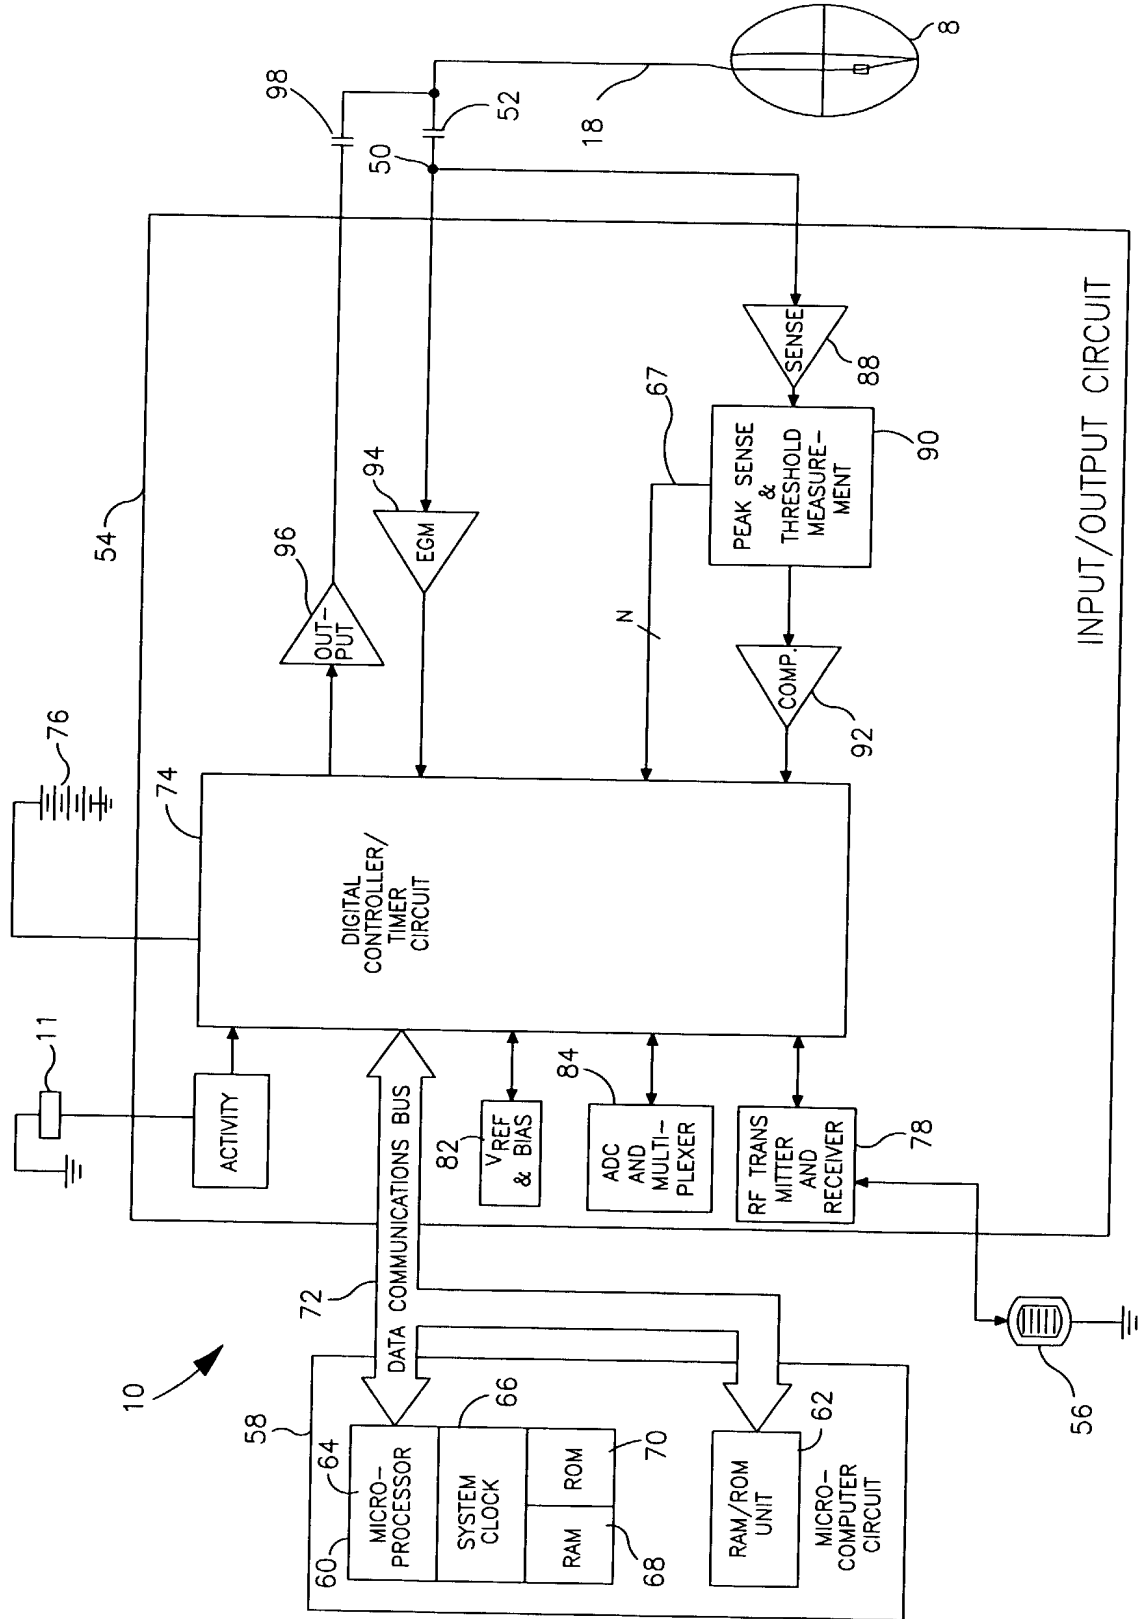 10
58
60
64
MICRO-
PROCESSOR
66
SYSTEM
CLOCK
RAM
ROM
68
70
62
RAM/ROM
UNIT
MICRO-
COMPUTER
CIRCUIT
72
DATA COMMUNICATIONS BUS
56
11
ACTIVITY
82
VREF
& BIAS
84
ADC
AND
MULTI-
PLEXER
RF TRANS
MITTER
AND
RECEIVER
78
76
74
DIGITAL
CONTROLLER/
TIMER
CIRCUIT
54
96
OUT-
PUT
94
EGM
N
67
PEAK SENSE
&
THRESHOLD
MEASURE-
MENT
90
COMP.
92
SENSE
88
INPUT/OUTPUT CIRCUIT
98
50
52
18
8